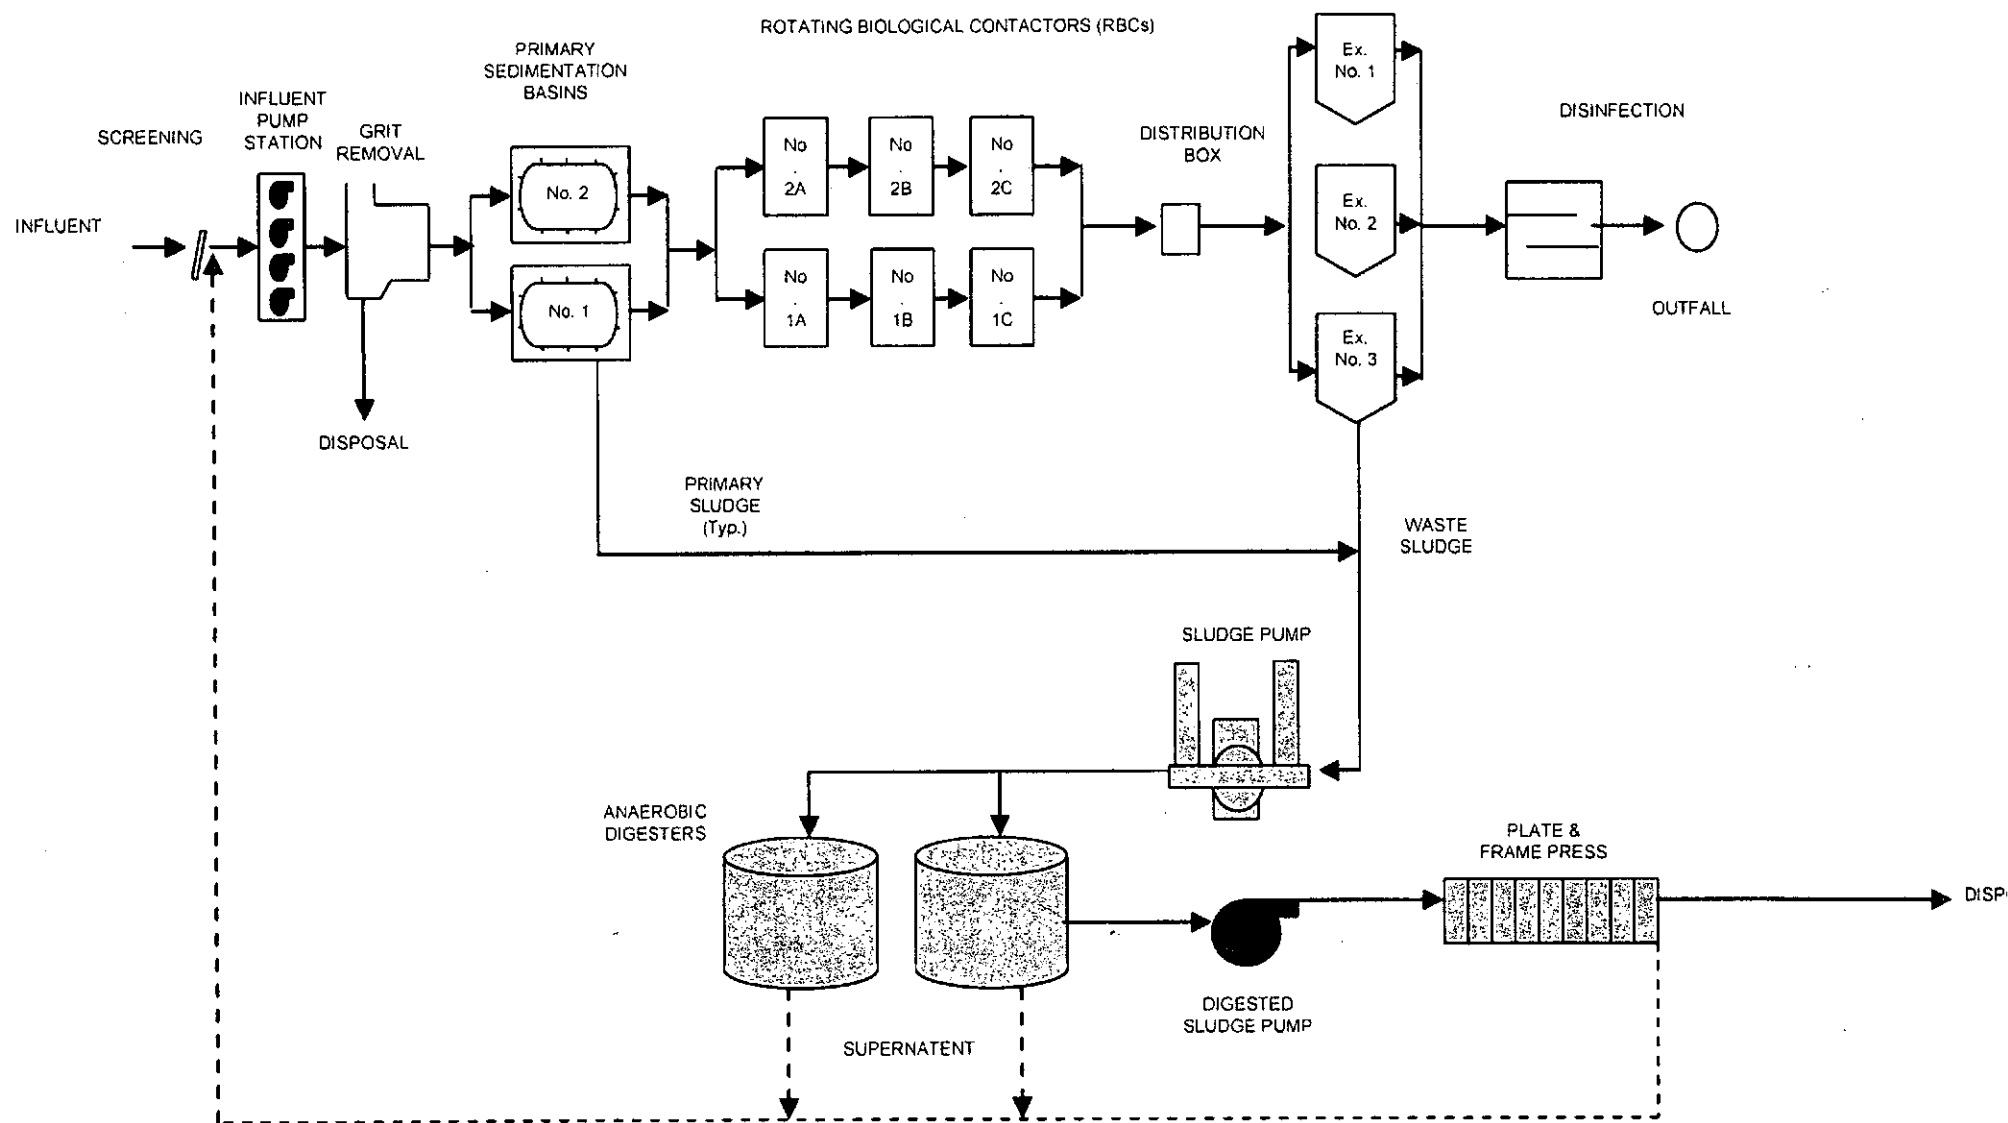 ROTATING BIOLOGICAL CONTACTORS (RBCs)
PRIMARY
SEDIMENTATION
BASINS
INFLUENT
PUMP
STATION
SCREENING
GRIT
REMOVAL
INFLUENT
No. 2
No. 1
No
.
2A
No
.
2B
No
.
2C
No
.
1A
No
.
1B
No
.
1C
DISTRIBUTION
BOX
Ex.
No. 1
Ex.
No. 2
Ex.
No. 3
DISINFECTION
OUTFALL
DISPOSAL
PRIMARY
SLUDGE
(Typ.)
WASTE
SLUDGE
SLUDGE PUMP
ANAEROBIC
DIGESTERS
PLATE &
FRAME PRESS
DISP
DIGESTED
SLUDGE PUMP
SUPERNATENT